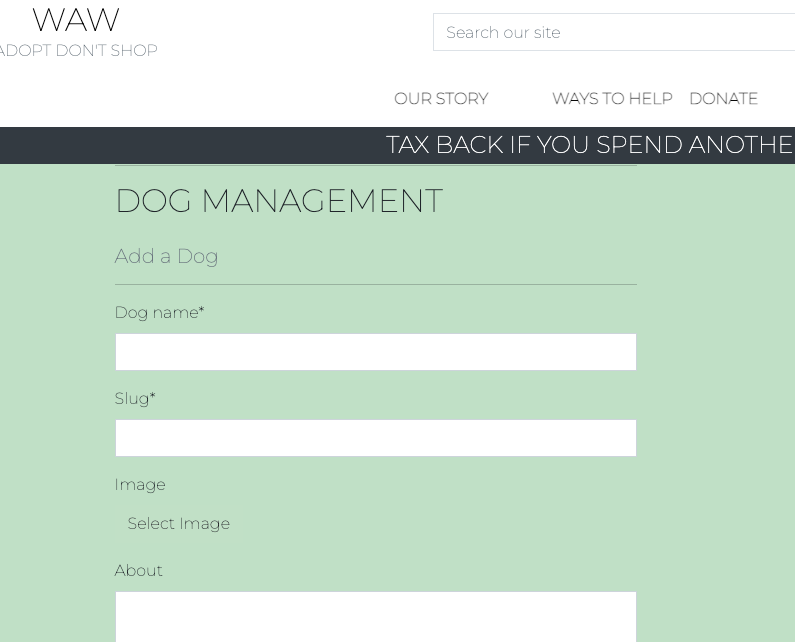 WAW
ADOPT DON'T SHOP
Search our site
OUR STORY WAYS TO HELP DONATE
TAX BACK IF YOU SPEND ANOTHE
DOG MANAGEMENT
Add a Dog
Dog name*
Slug*
Image
Select Image
About